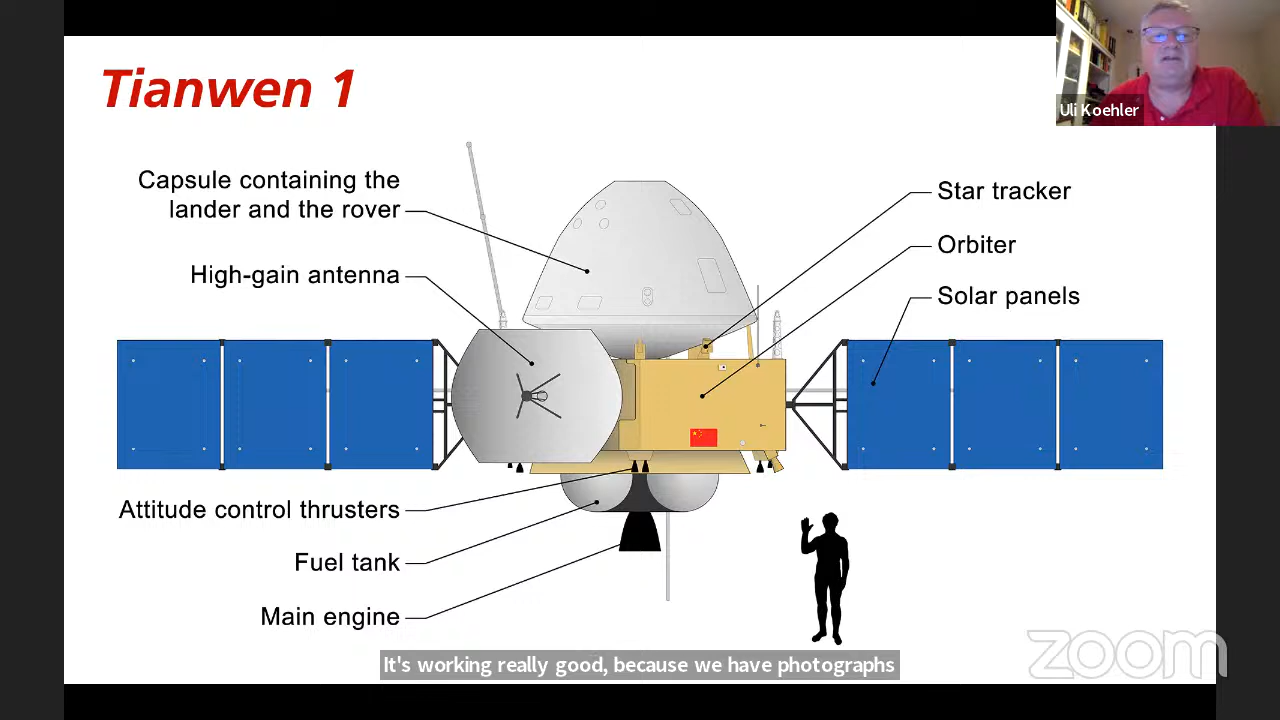 Tianwen 1
Uli Koehler
Capsule containing the
lander and the rover
High-gain antenna
Star tracker
Orbiter
Solar panels
Attitude control thrusters
Fuel tank
Main engine
It's working really good, because we have photographs
zoom